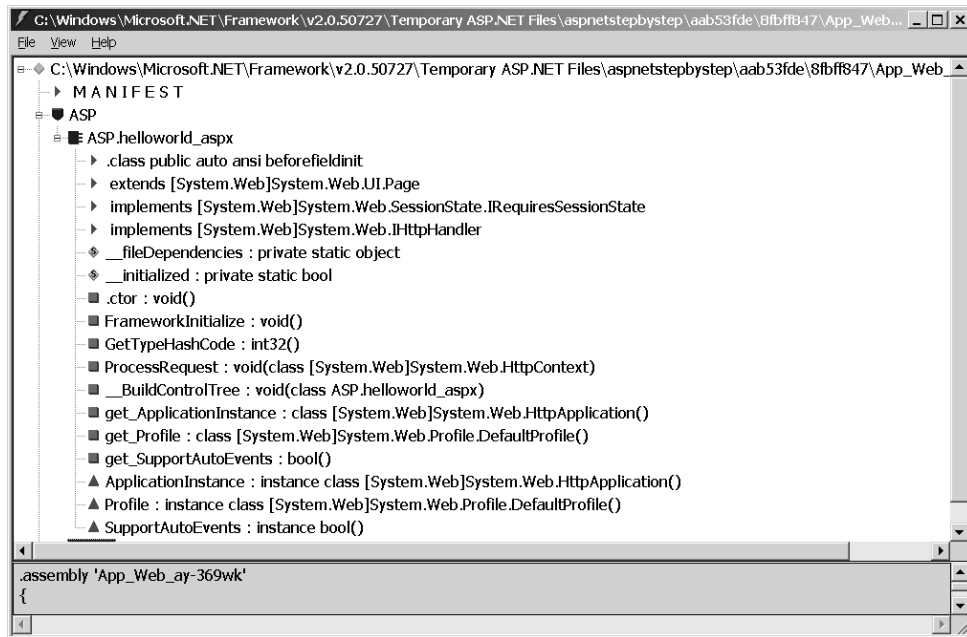 C:\Windows\Microsoft.NET\Framework\v2.0.50727\Temporary ASP.NET Files\aspnetstepbystep\aab53fde\8fbff847\App_Web...
File View Help
C:\Windows\Microsoft.NET\Framework\v2.0.50727\Temporary ASP.NET Files\aspnetstepbystep\aab53fde\8fbff847\App_Web_
M A N I F E S T
ASP
ASP.helloworld_aspx
.class public auto ansi beforefieldinit
extends [System.Web]System.Web.UI.Page
implements [System.Web]System.Web.SessionState.IRequiresSessionState
implements [System.Web]System.Web.IHttpHandler
__fileDependencies : private static object
__initialized : private static bool
.ctor : void()
FrameworkInitialize : void()
GetTypeHashCode : int32()
ProcessRequest : void(class [System.Web]System.Web.HttpContext)
__BuildControlTree : void(class ASP.helloworld_aspx)
get_ApplicationInstance : class [System.Web]System.Web.HttpApplication()
get_Profile : class [System.Web]System.Web.Profile.DefaultProfile()
get_SupportAutoEvents : bool()
ApplicationInstance : instance class [System.Web]System.Web.HttpApplication()
Profile : instance class [System.Web]System.Web.Profile.DefaultProfile()
SupportAutoEvents : instance bool()
.assembly 'App_Web_ay-369wk'
{